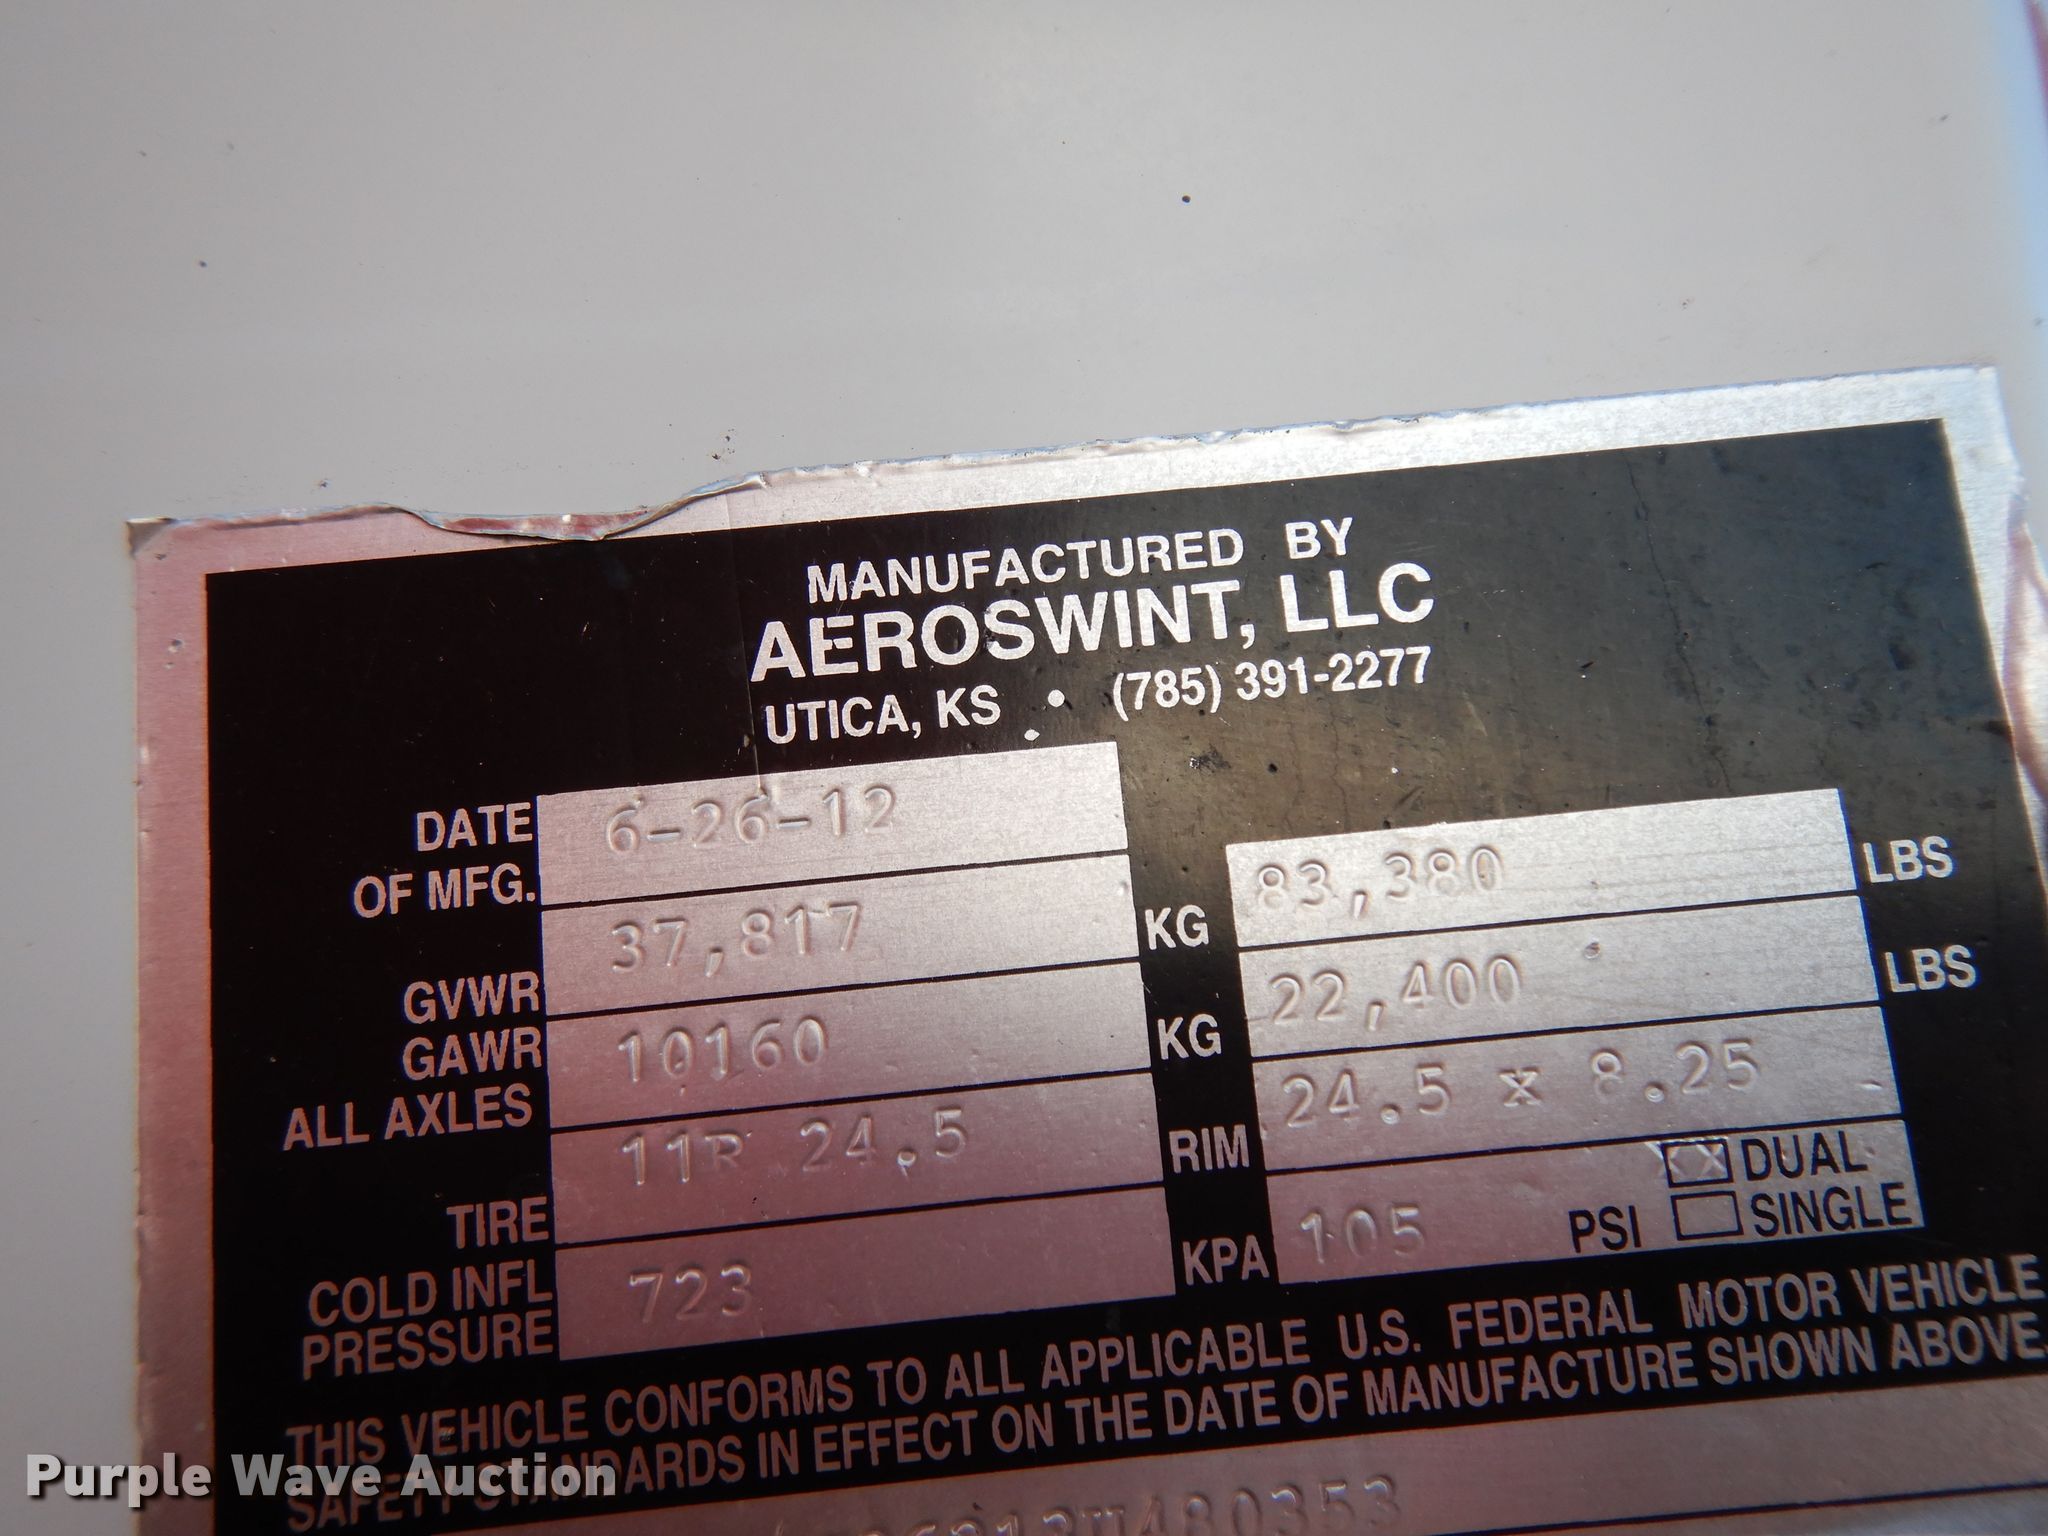 MANUFACTURED BY
AEROSWINT, LLC
UTICA, KS • (785) 391-2277
DATE OF MFG. 6-26-12
GVWR 37,817 KG 83,380 LBS
GAWR ALL AXLES 10160 KG 22,400 LBS
TIRE 11R 24.5 RIM 24.5 x 8.25
COLD INFL PRESSURE 723 KPA 105 PSI XX DUAL
SINGLE
THIS VEHICLE CONFORMS TO ALL APPLICABLE U.S. FEDERAL MOTOR VEHICLE
SAFETY STANDARDS IN EFFECT ON THE DATE OF MANUFACTURE SHOWN ABOVE.
Purple Wave Auction